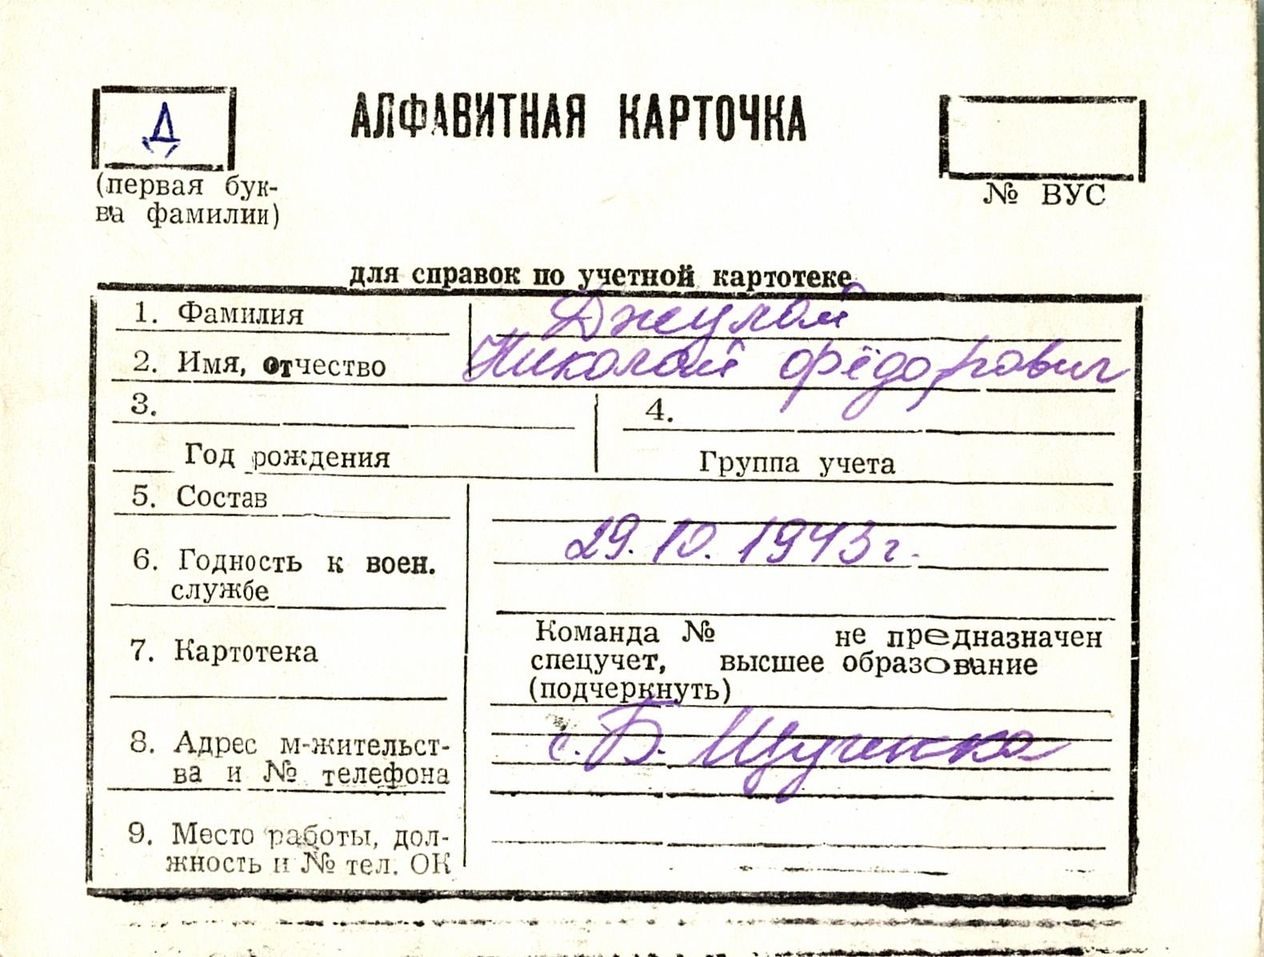 Д
АЛФАВИТНАЯ КАРТОЧКА
(первая бук-
ва фамилии)
№ ВУС
для справок по учетной картотеке
1. Фамилия Джулай
2. Имя, отчество Николай Фёдорович
3. 4.
Год рождения Группа учета
5. Состав
29.10.1943г.
6. Годность к воен.
службе
7. Картотека
Команда № не предназначен
спецучет, высшее образование
(подчеркнуть)
8. Адрес м-жительст-
ва и № телефона
с. Б. Щученка
9. Место работы, дол-
жность и № тел. ОК